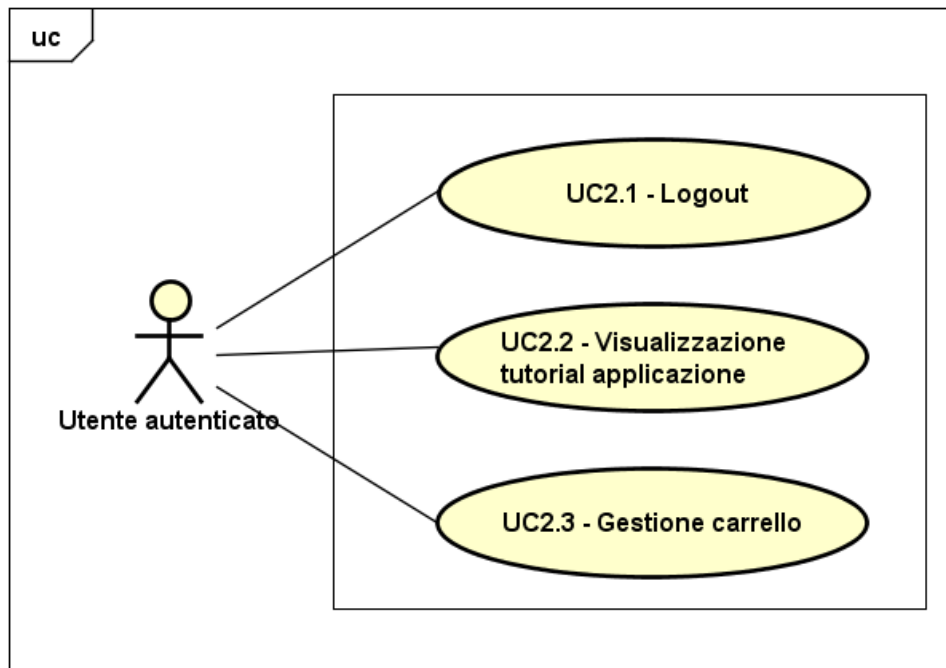 uc
UC2.1 - Logout
UC2.2 - Visualizzazione
tutorial applicazione
Utente autenticato
UC2.3 - Gestione carrello